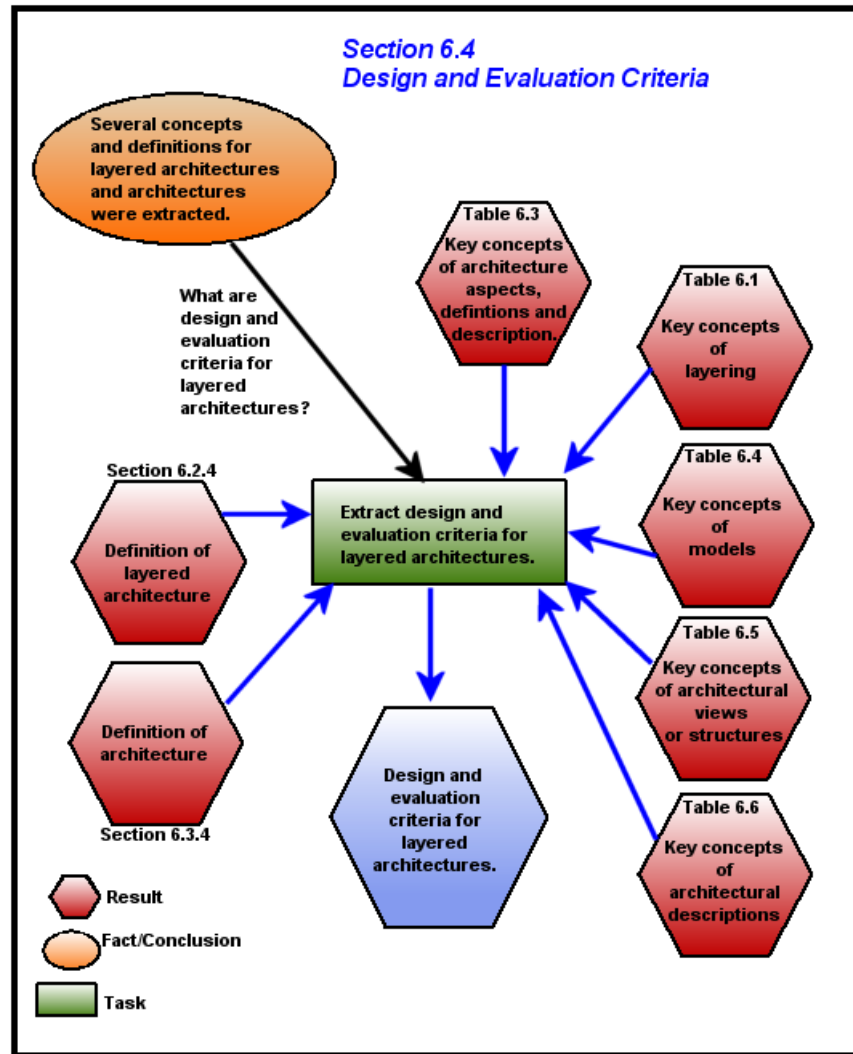 Section 6.4
Design and Evaluation Criteria
Several concepts
and definitions for
layered architectures
and architectures
were extracted.
What are
design and
evaluation
criteria for
layered
architectures?
Table 6.3
Key concepts
of architecture
aspects,
defintions and
description.
Table 6.1
Key concepts
of
layering
Section 6.2.4
Definition of
layered
architecture
Extract design and
evaluation criteria for
layered architectures.
Table 6.4
Key concepts
of
models
Table 6.5
Key concepts
of architectural
views
or structures
Definition of
architecture
Section 6.3.4
Design and
evaluation
criteria for
layered
architectures.
Table 6.6
Key concepts
of
architectural
descriptions
Result
Fact/Conclusion
Task